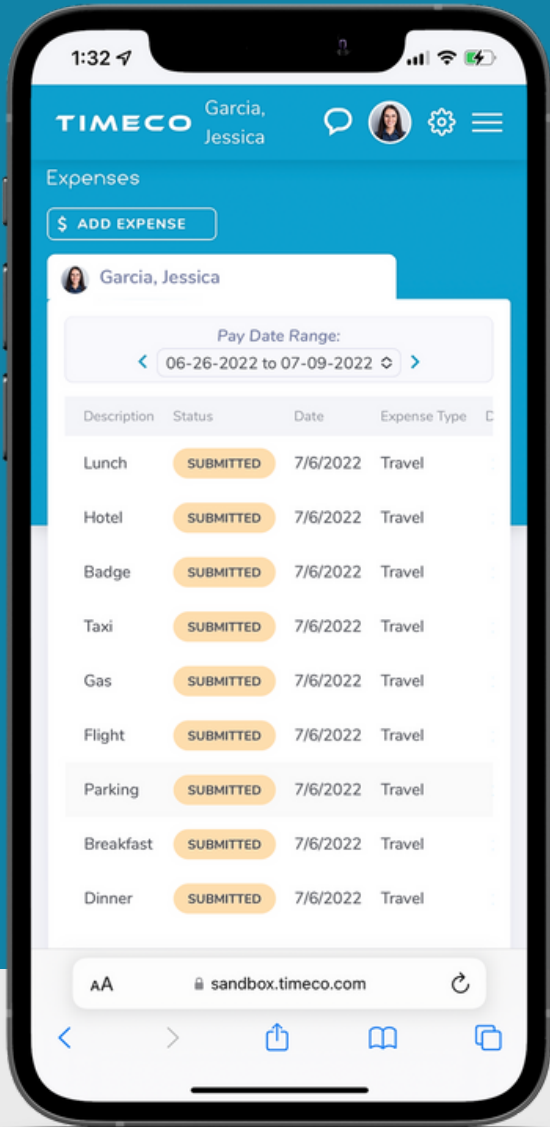 1:32
TIMECO Garcia, Jessica
Expenses
$ ADD EXPENSE
Garcia, Jessica
Pay Date Range:
06-26-2022 to 07-09-2022
Description Status Date Expense Type D
Lunch SUBMITTED 7/6/2022 Travel
Hotel SUBMITTED 7/6/2022 Travel
Badge SUBMITTED 7/6/2022 Travel
Taxi SUBMITTED 7/6/2022 Travel
Gas SUBMITTED 7/6/2022 Travel
Flight SUBMITTED 7/6/2022 Travel
Parking SUBMITTED 7/6/2022 Travel
Breakfast SUBMITTED 7/6/2022 Travel
Dinner SUBMITTED 7/6/2022 Travel
AA sandbox.timeco.com